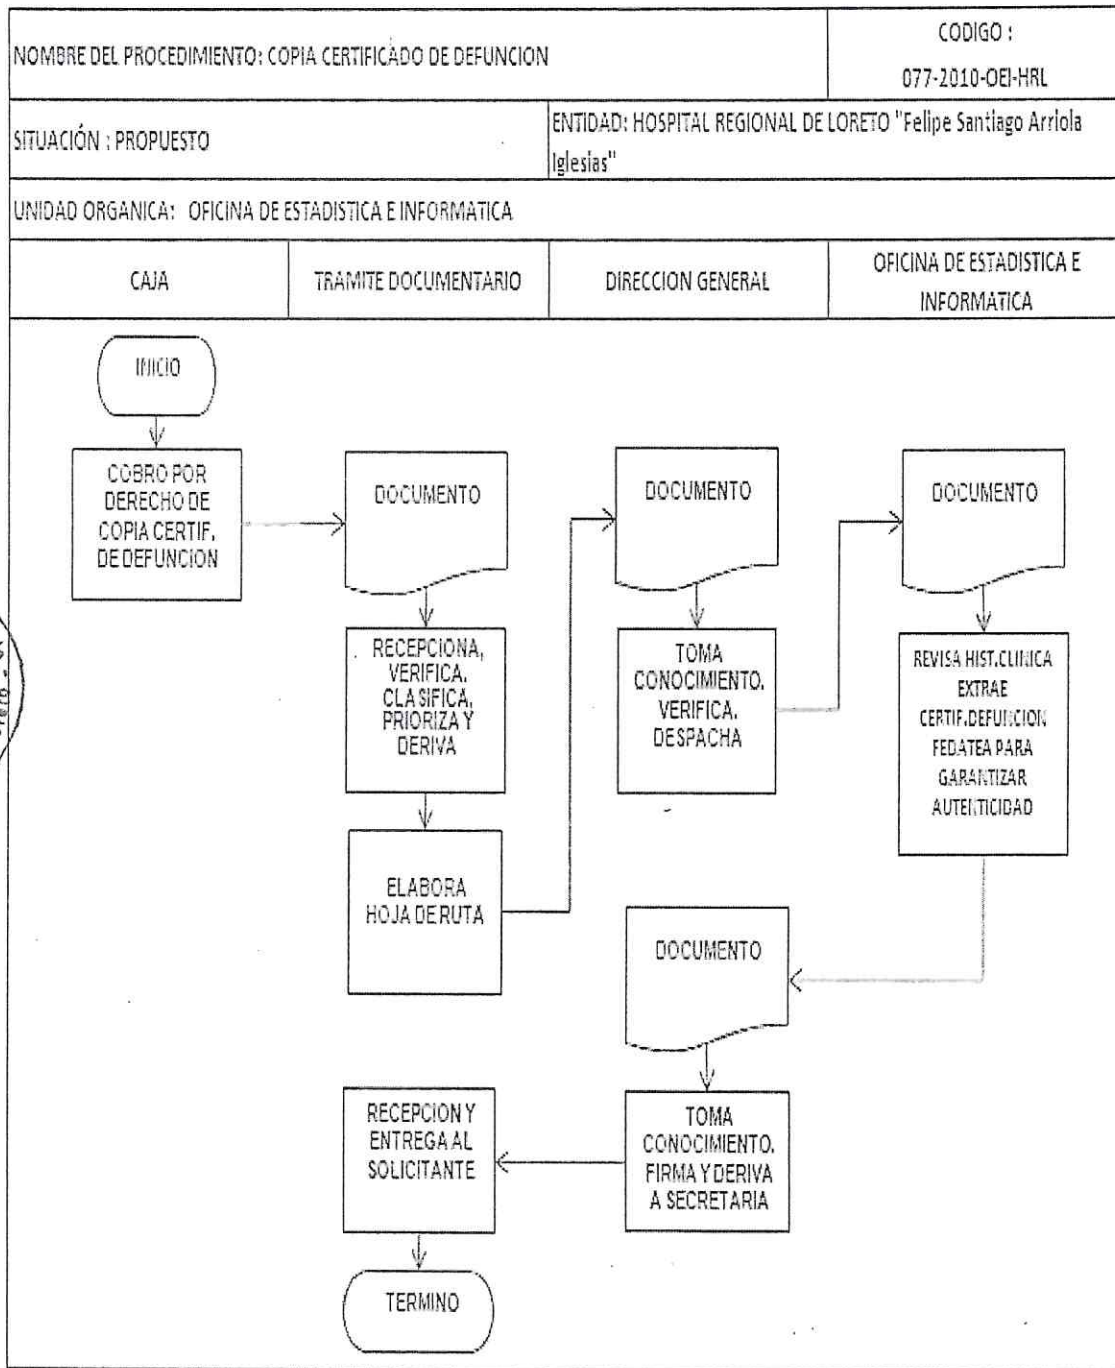 NOMBRE DEL PROCEDIMIENTO: COPIA CERTIFICADO DE DEFUNCION
CODIGO :
077-2010-OEI-HRL
SITUACIÓN : PROPUESTO
ENTIDAD: HOSPITAL REGIONAL DE LORETO "Felipe Santiago Arriola
Iglesias"
UNIDAD ORGANICA: OFICINA DE ESTADISTICA E INFORMATICA
CAJA
TRAMITE DOCUMENTARIO
DIRECCION GENERAL
OFICINA DE ESTADISTICA E
INFORMATICA
INICIO
COBRO POR
DERECHO DE
COPIA CERTIF.
DE DEFUNCION
DOCUMENTO
RECEPCIONA,
VERIFICA,
CLASIFICA,
PRIORIZA Y
DERIVA
ELABORA
HOJA DE RUTA
DOCUMENTO
TOMA
CONOCIMIENTO.
VERIFICA.
DESPACHA
DOCUMENTO
REVISA HIST.CLINICA
EXTRAE
CERTIF.DEFUNCION
FEDATEA PARA
GARANTIZAR
AUTENTICIDAD
DOCUMENTO
TOMA
CONOCIMIENTO.
FIRMA Y DERIVA
A SECRETARIA
RECEPCION Y
ENTREGA AL
SOLICITANTE
TERMINO